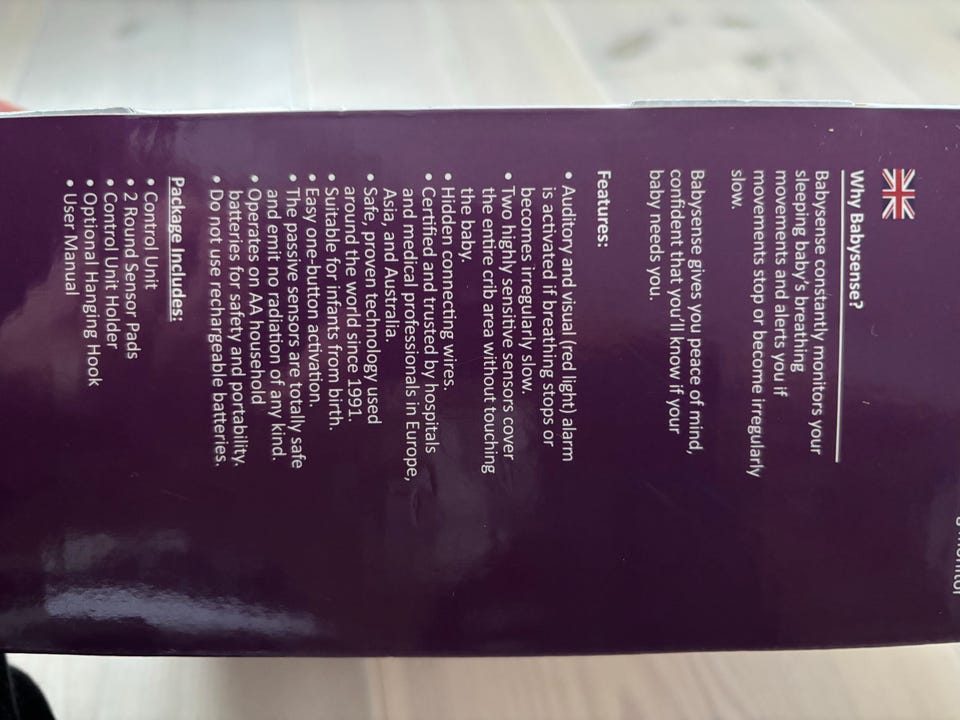 Why Babysense?
Babysense constantly monitors your
sleeping baby's breathing
movements and alerts you if
movements stop or become irregularly
slow.
Babysense gives you peace of mind,
confident that you'll know if your
baby needs you.
Features:
• Auditory and visual (red light) alarm
is activated if breathing stops or
becomes irregularly slow.
• Two highly sensitive sensors cover
the entire crib area without touching
the baby.
• Hidden connecting wires.
• Certified and trusted by hospitals
and medical professionals in Europe,
Asia, and Australia.
• Safe, proven technology used
around the world since 1991.
• Suitable for infants from birth.
• Easy one-button activation.
• The passive sensors are totally safe
and emit no radiation of any kind.
• Operates on AA household
batteries for safety and portability.
• Do not use rechargeable batteries.
Package Includes:
• Control Unit
• 2 Round Sensor Pads
• Control Unit Holder
• Optional Hanging Hook
• User Manual